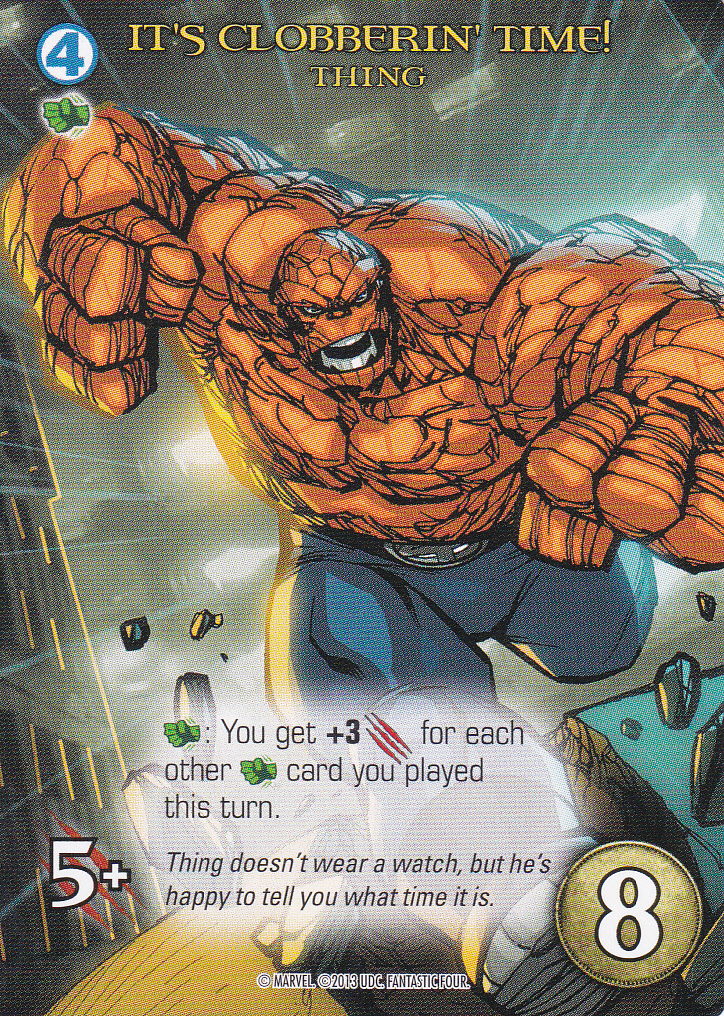 4
IT'S CLOBBERIN' TIME!
THING
: You get +3 for each
other card you played
this turn.
5+
Thing doesn't wear a watch, but he's
happy to tell you what time it is.
8
© MARVEL. ©2013 UDC. FANTASTIC FOUR.